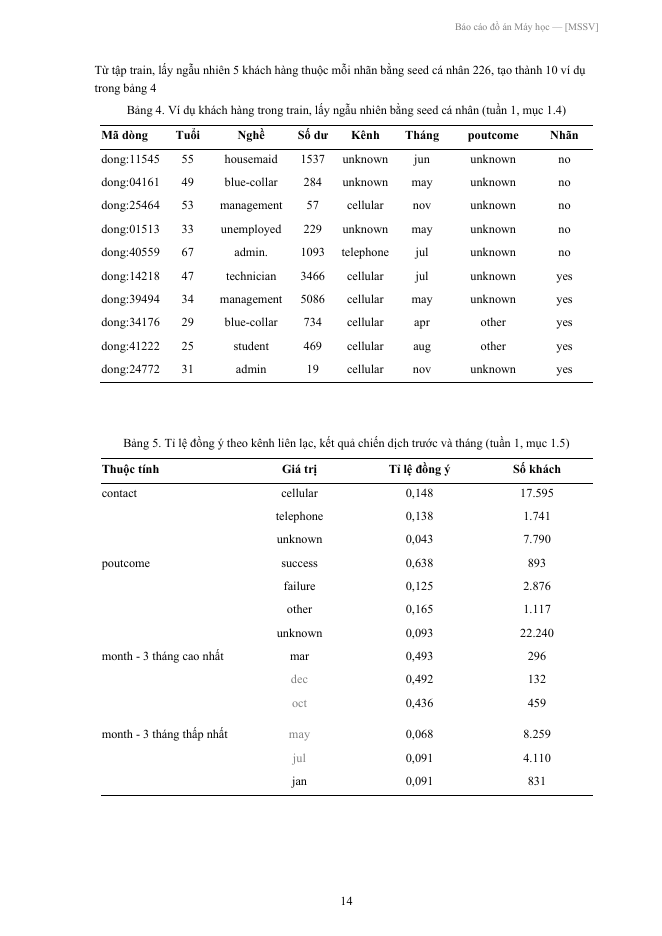 Báo cáo đồ án Máy học — [MSSV]
Từ tập train, lấy ngẫu nhiên 5 khách hàng thuộc mỗi nhãn bằng seed cá nhân 226, tạo thành 10 ví dụ
trong bảng 4
Bảng 4. Ví dụ khách hàng trong train, lấy ngẫu nhiên bằng seed cá nhân (tuần 1, mục 1.4)
Mã dòng Tuổi Nghề Số dư Kênh Tháng poutcome Nhãn
dong:11545 55 housemaid 1537 unknown jun unknown no
dong:04161 49 blue-collar 284 unknown may unknown no
dong:25464 53 management 57 cellular nov unknown no
dong:01513 33 unemployed 229 unknown may unknown no
dong:40559 67 admin. 1093 telephone jul unknown no
dong:14218 47 technician 3466 cellular jul unknown yes
dong:39494 34 management 5086 cellular may unknown yes
dong:34176 29 blue-collar 734 cellular apr other yes
dong:41222 25 student 469 cellular aug other yes
dong:24772 31 admin 19 cellular nov unknown yes
Bảng 5. Tỉ lệ đồng ý theo kênh liên lạc, kết quả chiến dịch trước và tháng (tuần 1, mục 1.5)
Thuộc tính Giá trị Tỉ lệ đồng ý Số khách
contact cellular 0,148 17.595
telephone 0,138 1.741
unknown 0,043 7.790
poutcome success 0,638 893
failure 0,125 2.876
other 0,165 1.117
unknown 0,093 22.240
month - 3 tháng cao nhất mar 0,493 296
dec 0,492 132
oct 0,436 459
month - 3 tháng thấp nhất may 0,068 8.259
jul 0,091 4.110
jan 0,091 831
14